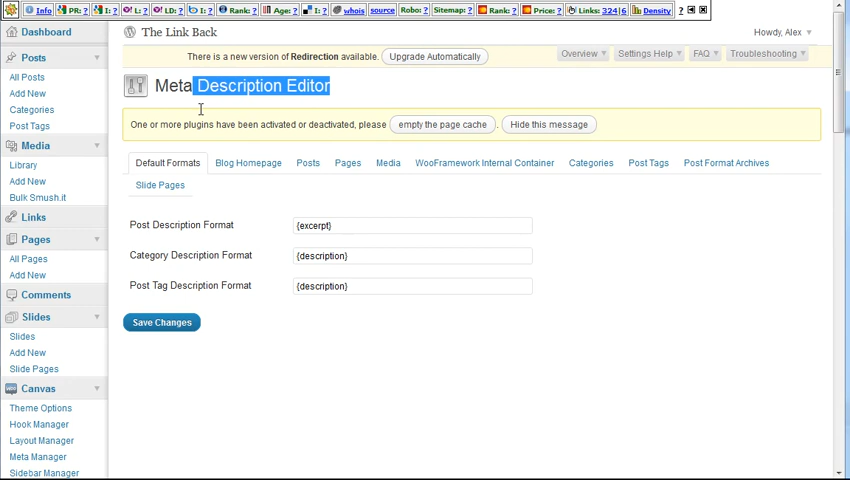 Info PR: ? I: ? L: ? LD: ? I: ? Rank: ? Age: ? I: ? whois source Robo: ? Sitemap: ? Rank: ? Price: ? Links: 324|6 Density
The Link Back
Howdy, Alex
There is a new version of Redirection available. Upgrade Automatically
Overview Settings Help FAQ Troubleshooting
Meta Description Editor
One or more plugins have been activated or deactivated, please empty the page cache . Hide this message
Default Formats Blog Homepage Posts Pages Media WooFramework Internal Container Categories Post Tags Post Format Archives
Slide Pages
Post Description Format {excerpt}
Category Description Format {description}
Post Tag Description Format {description}
Save Changes
Dashboard
Posts
All Posts
Add New
Categories
Post Tags
Media
Library
Add New
Bulk Smush.it
Links
Pages
All Pages
Add New
Comments
Slides
Slides
Add New
Slide Pages
Canvas
Theme Options
Hook Manager
Layout Manager
Meta Manager
Sidebar Manager